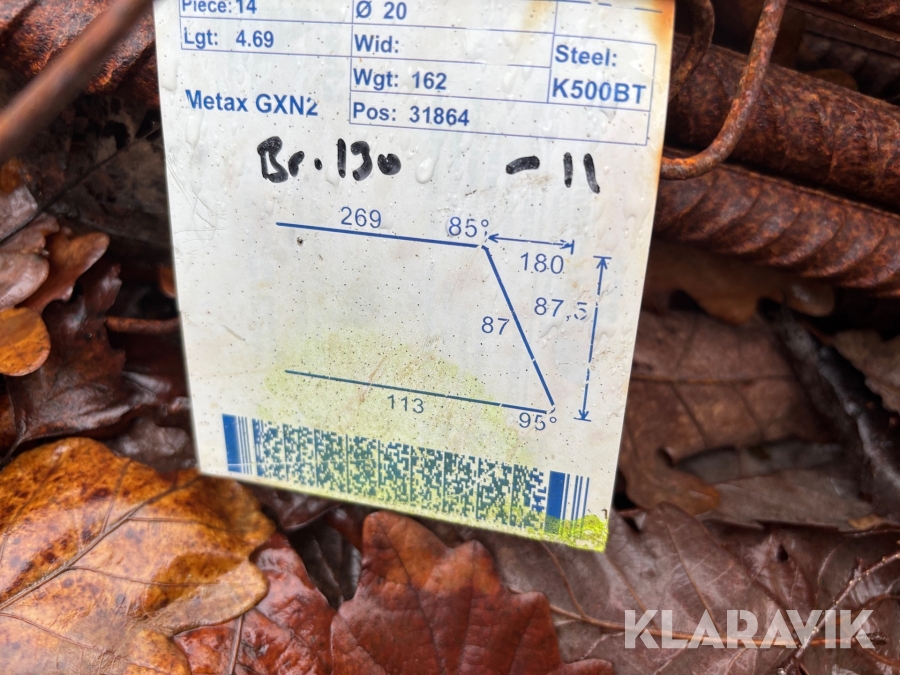 Piece: 14
Ø 20
Lgt: 4.69
Wid:
Steel:
Wgt: 162
K500BT
Metax GXN2
Pos: 31864
Br. 130 - 11
269
85°
180
87,5
87
113
95°
KLARAVIK